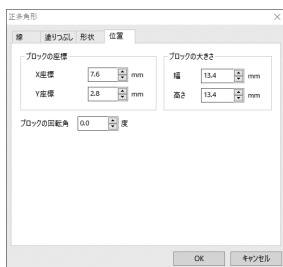 正多角形
線 塗りつぶし 形状 位置
ブロックの座標 ブロックの大きさ
X座標 7.6 mm 幅 13.4 mm
Y座標 2.8 mm 高さ 13.4 mm
ブロックの回転角 0.0 度
OK キャンセル